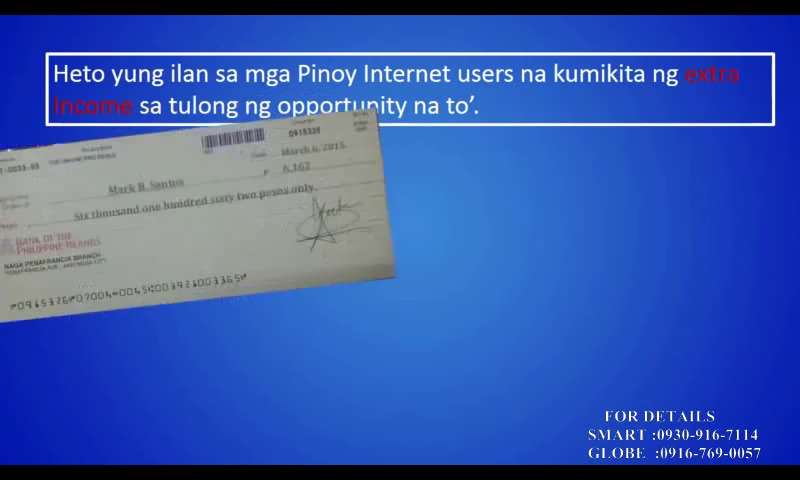 Heto yung ilan sa mga Pinoy Internet users na kumikita ng extra
income sa tulong ng opportunity na to’.
0915326
March 6, 2015
Mark B. Santos
P 6,162
Six thousand one hundred sixty two pesos only
BANK OF THE
PHILIPPINE ISLANDS
NAGA PENAFRANCIA BRANCH
FOR DETAILS
SMART :0930-916-7114
GLOBE :0916-769-0057